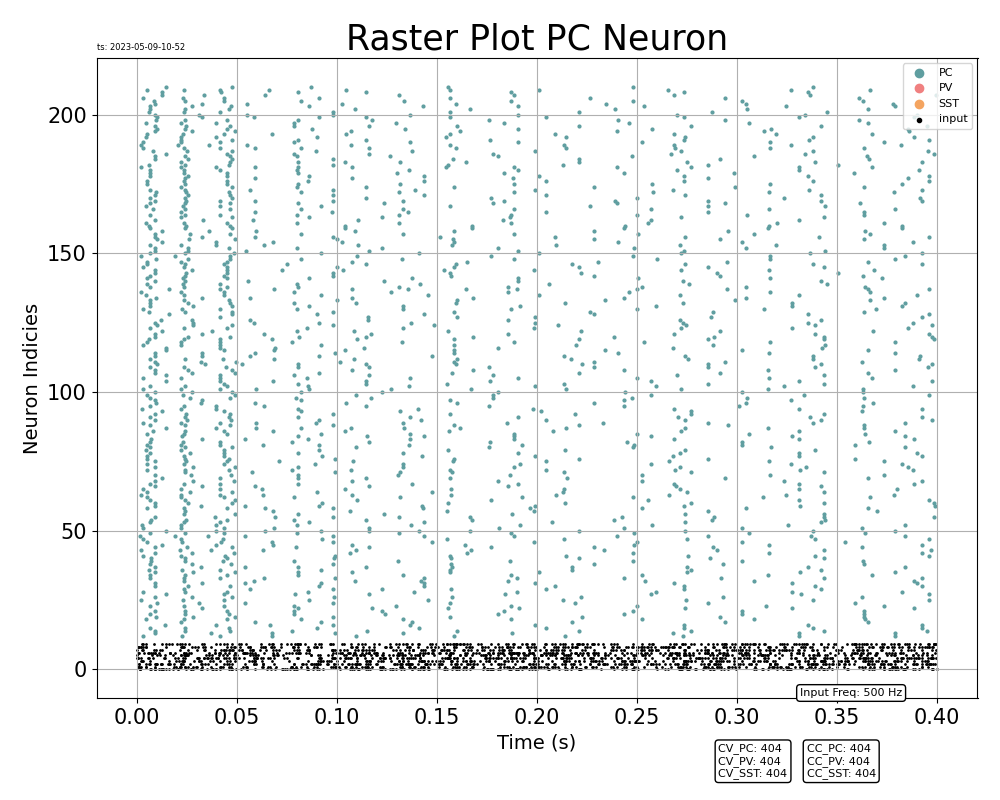 Raster Plot PC Neuron
ts: 2023-05-09-10-52
PC
PV
SST
input
200
150
100
50
0
Neuron Indicies
0.00 0.05 0.10 0.15 0.20 0.25 0.30 0.35 0.40
Time (s)
Input Freq: 500 Hz
CV_PC: 404
CV_PV: 404
CV_SST: 404
CC_PC: 404
CC_PV: 404
CC_SST: 404